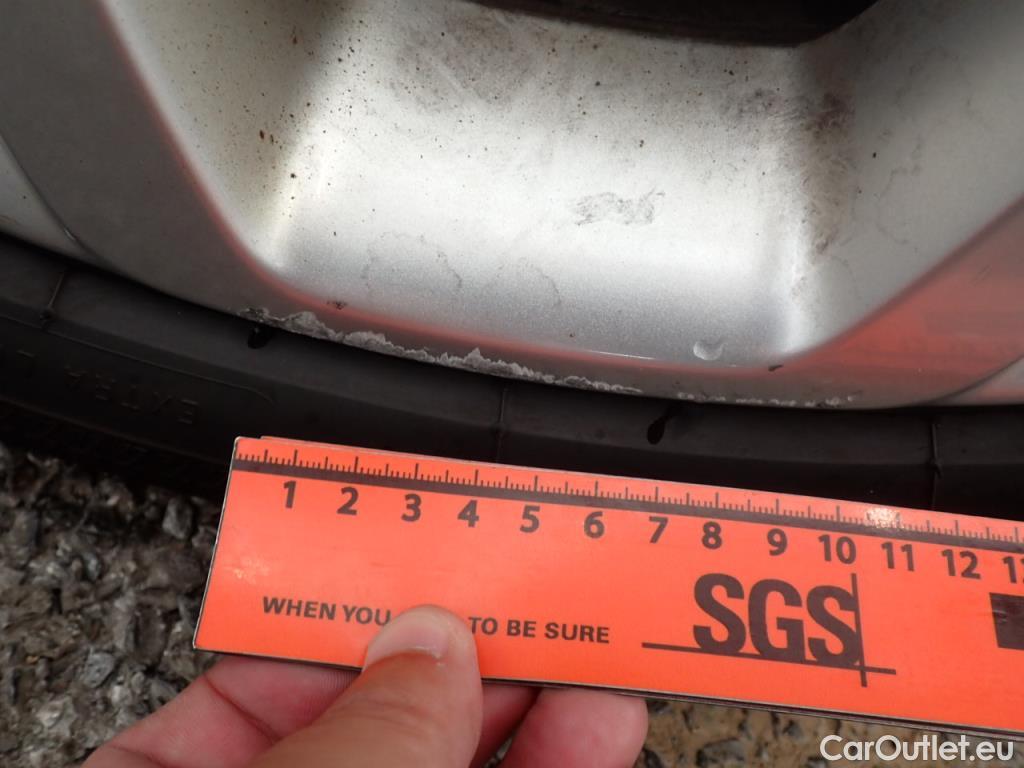 EXTRA L
1 2 3 4 5 6 7 8 9 10 11 12
WHEN YOU TO BE SURE
SGS
CarOutlet.eu